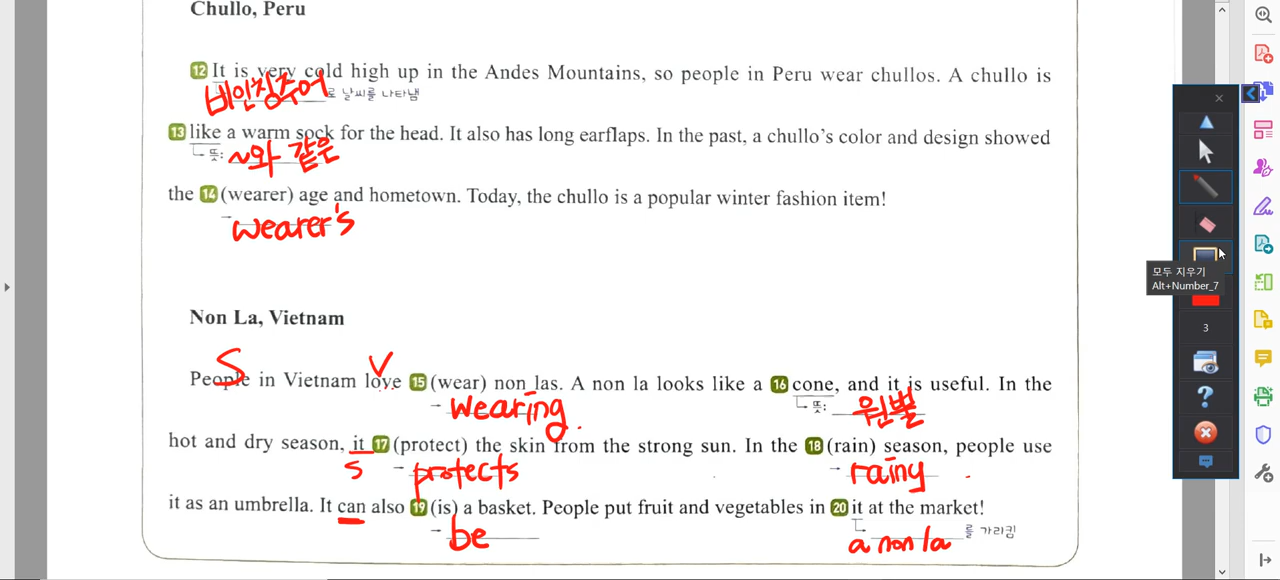 Chullo, Peru
12 It is very cold high up in the Andes Mountains, so people in Peru wear chullos. A chullo is
비인칭주어 로 날씨를 나타냄
13 like a warm sock for the head. It also has long earflaps. In the past, a chullo's color and design showed
뜻: ~와 같은
the 14 (wearer) age and hometown. Today, the chullo is a popular winter fashion item!
wearer's
모두 지우기
Alt+Number_7
3
Non La, Vietnam
S V
People in Vietnam love 15 (wear) non las. A non la looks like a 16 cone, and it is useful. In the
wearing. 뜻: 원뿔
hot and dry season, it 17 (protect) the skin from the strong sun. In the 18 (rain) season, people use
s protects rainy
it as an umbrella. It can also 19 (is) a basket. People put fruit and vegetables in 20 it at the market!
be a non la 를 가리킴